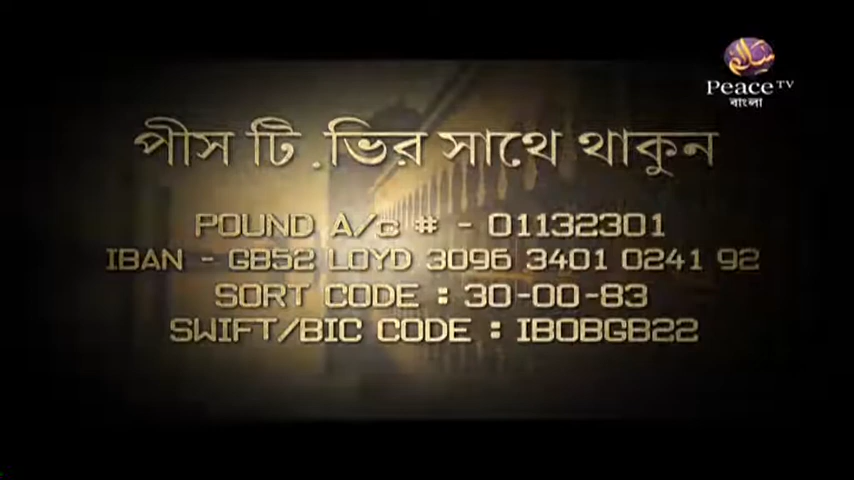 Peace TV
বাংলা
পীস টি .ভির সাথে থাকুন
POUND A/C # - 01132301
IBAN - GB52 LOYD 3096 3401 0241 92
SORT CODE : 30-00-83
SWIFT/BIC CODE : IBOBGB22